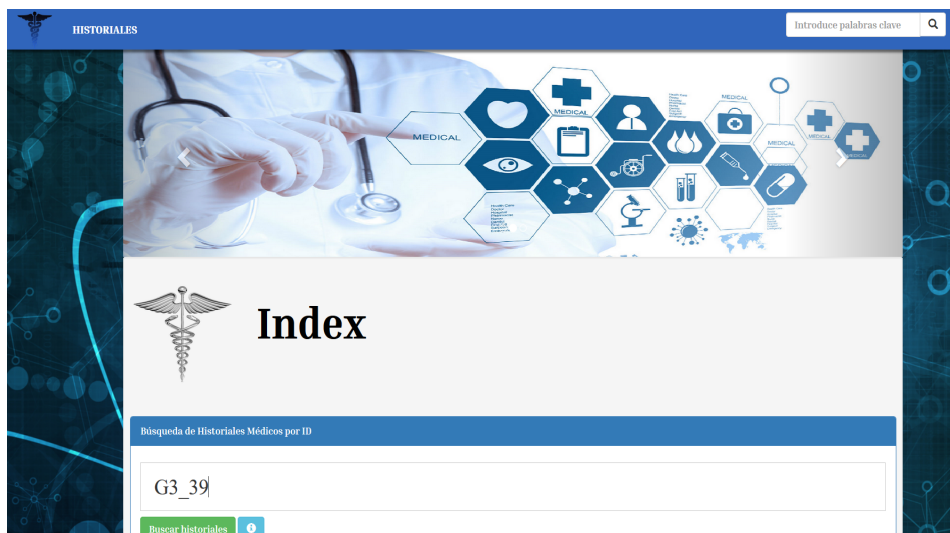 HISTORIALES
Introduce palabras clave
MEDICAL
MEDICAL
MEDICAL
MEDICAL
MEDICAL
MEDICAL
Index
Búsqueda de Historiales Médicos por ID
G3_39
Buscar historiales